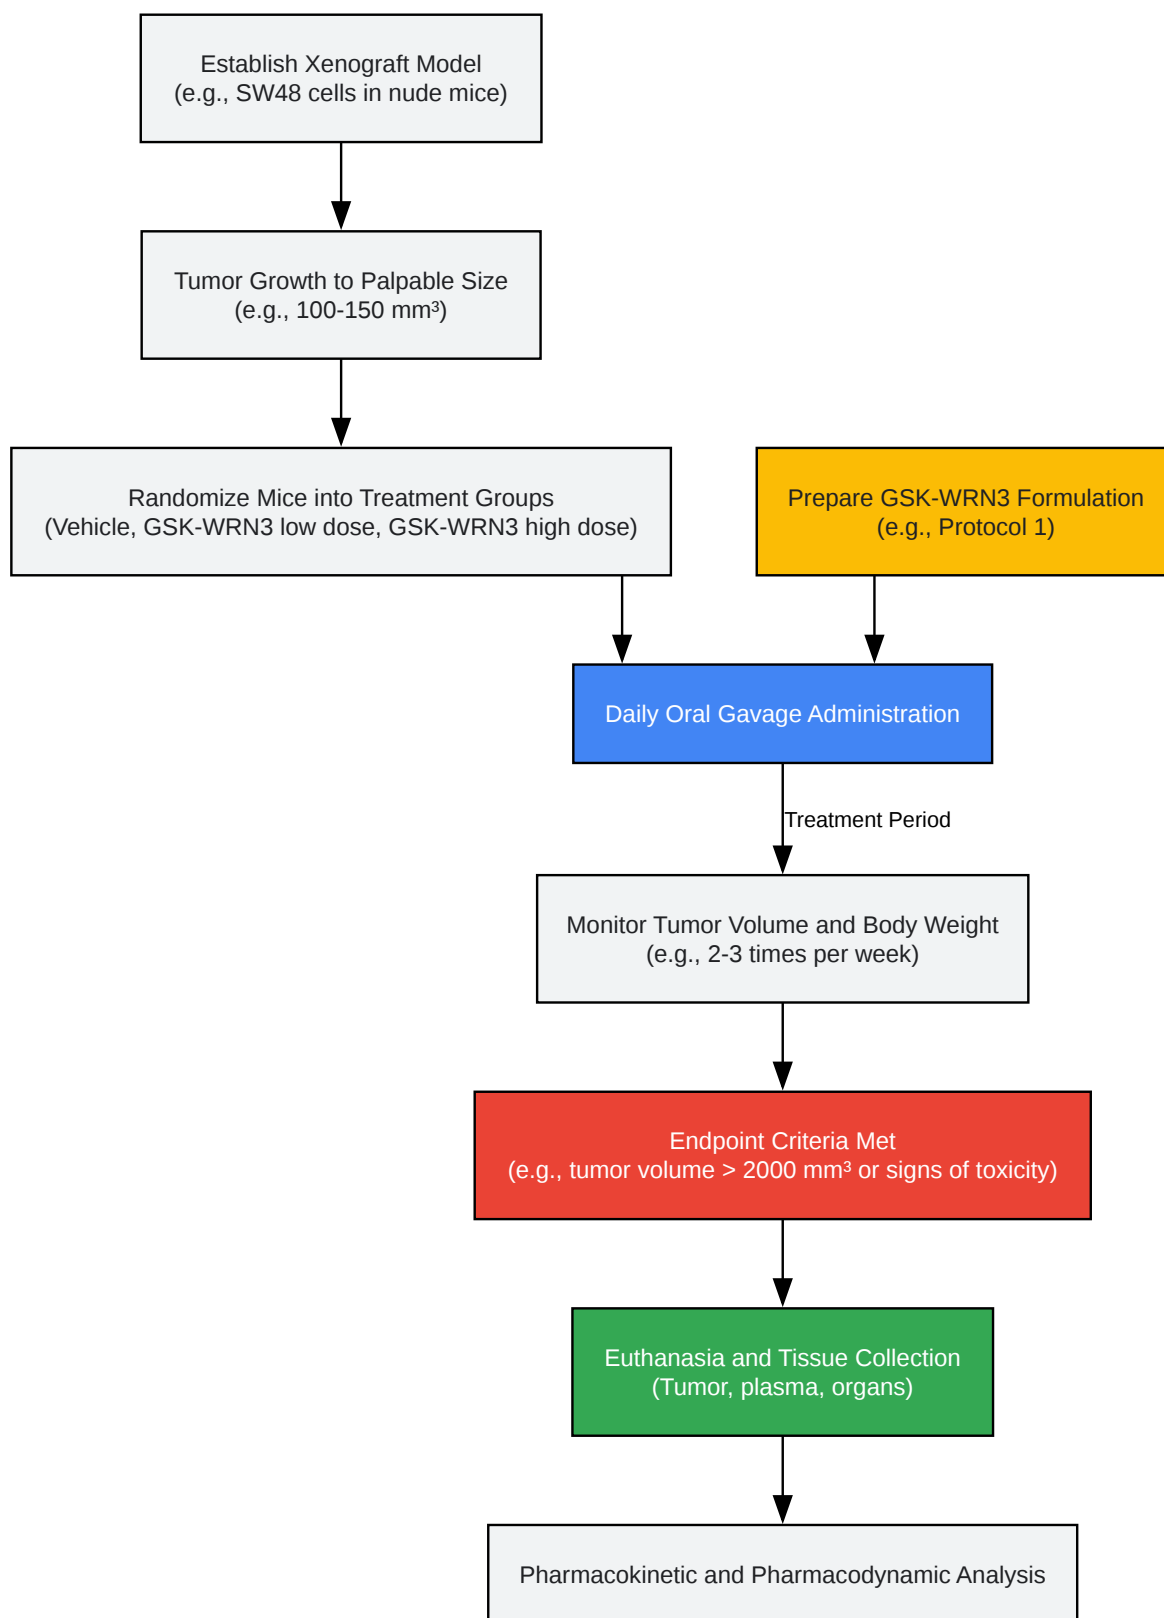 Establish Xenograft Model
(e.g., SW48 cells in nude mice)
Tumor Growth to Palpable Size
(e.g., 100-150 mm³)
Randomize Mice into Treatment Groups
(Vehicle, GSK-WRN3 low dose, GSK-WRN3 high dose)
Prepare GSK-WRN3 Formulation
(e.g., Protocol 1)
Daily Oral Gavage Administration
Treatment Period
Monitor Tumor Volume and Body Weight
(e.g., 2-3 times per week)
Endpoint Criteria Met
(e.g., tumor volume > 2000 mm³ or signs of toxicity)
Euthanasia and Tissue Collection
(Tumor, plasma, organs)
Pharmacokinetic and Pharmacodynamic Analysis